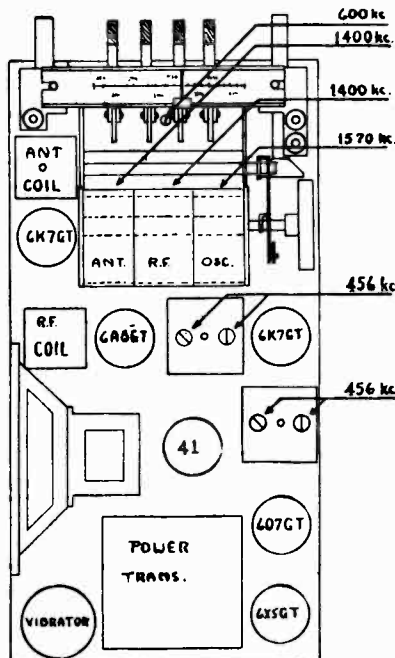 600 kc.
1400 kc.
1400 kc.
1570 kc.
ANT
COIL
6K7GT
ANT. R.F. OSC.
456 kc
R.F.
COIL
6A8GT
6K7GT
456 kc.
41
6Q7GT
POWER
TRANS.
VIBRATOR
6X5GT